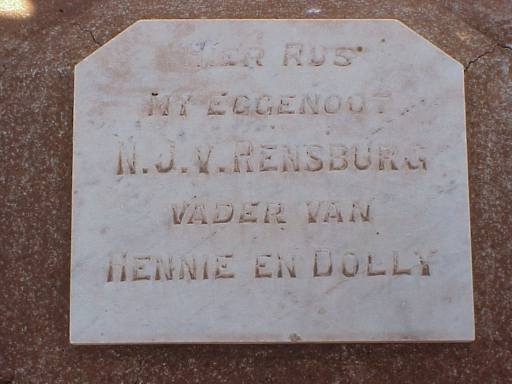 HIER RUS
MY EGGENOOT
N.J.V. RENSBURG
VADER VAN
HENNIE EN DOLLY